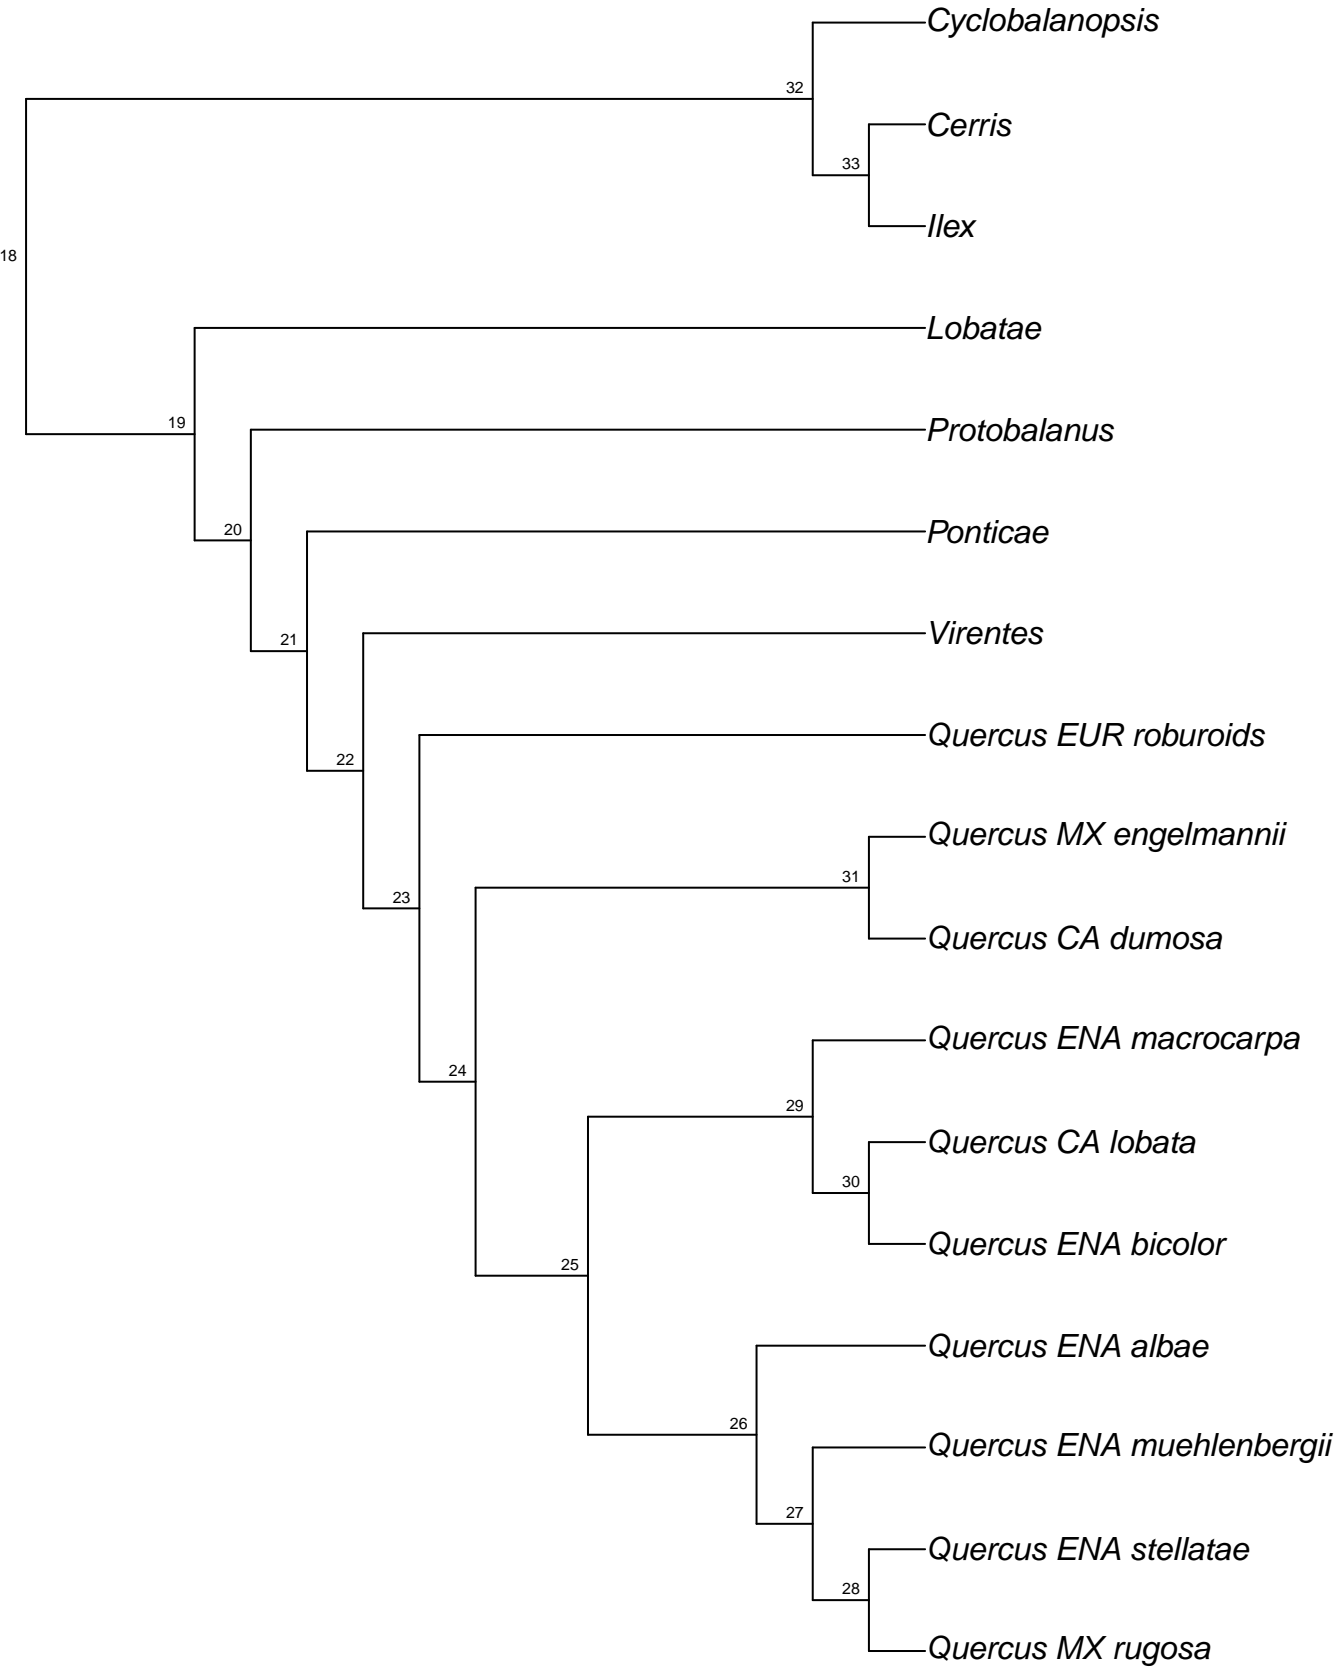 Cyclobalanopsis
32
Cerris
33
Ilex
18
Lobatae
19
Protobalanus
20
Ponticae
21
Virentes
22
Quercus EUR roburoids
Quercus MX engelmannii
31
23
Quercus CA dumosa
Quercus ENA macrocarpa
24
29
Quercus CA lobata
30
Quercus ENA bicolor
25
Quercus ENA albae
26
Quercus ENA muehlenbergii
27
Quercus ENA stellatae
28
Quercus MX rugosa